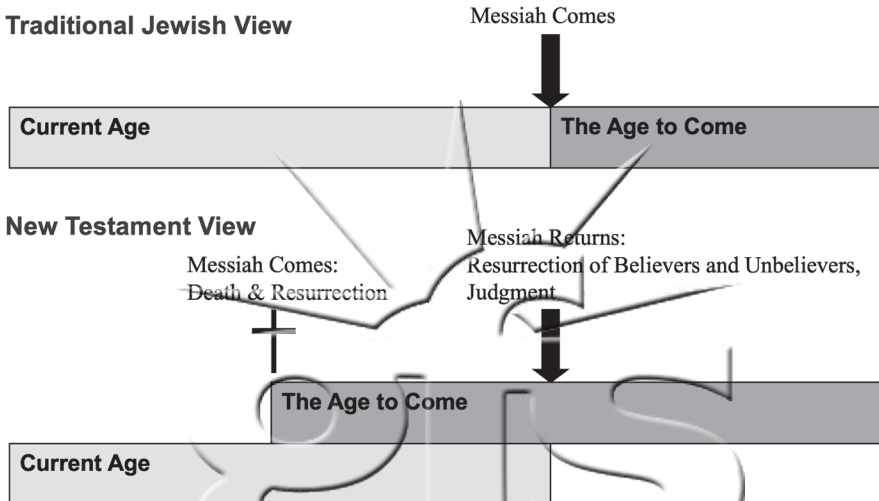 Traditional Jewish View
Messiah Comes
Current Age
The Age to Come
New Testament View
Messiah Comes:
Death & Resurrection
Messiah Returns:
Resurrection of Believers and Unbelievers,
Judgment
The Age to Come
Current Age